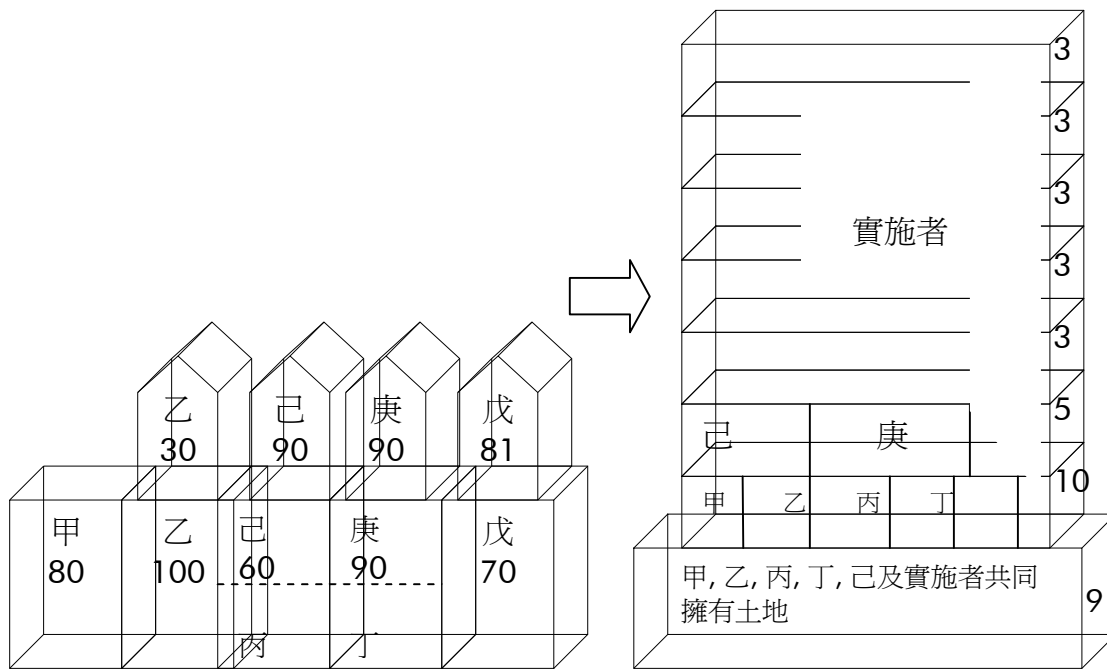 乙
30
己
90
庚
90
戊
81
甲
80
乙
100
己
60
庚
90
戊
70
丙
丁
3
3
3
實施者
3
3
5
己
庚
10
甲
乙
丙
丁
甲,乙,丙,丁,己及實施者共同
擁有土地
9